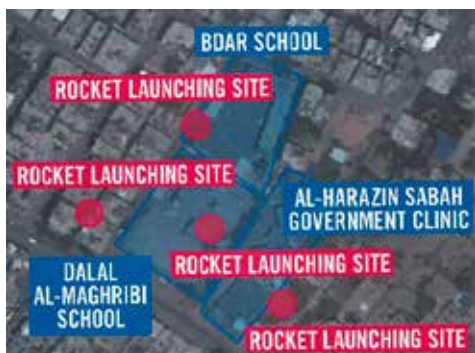 BDAR SCHOOL
ROCKET LAUNCHING SITE
ROCKET LAUNCHING SITE
AL-HARAZIN SABAH
GOVERNMENT CLINIC
ROCKET LAUNCHING SITE
DALAL
AL-MAGHRIBI
SCHOOL
ROCKET LAUNCHING SITE